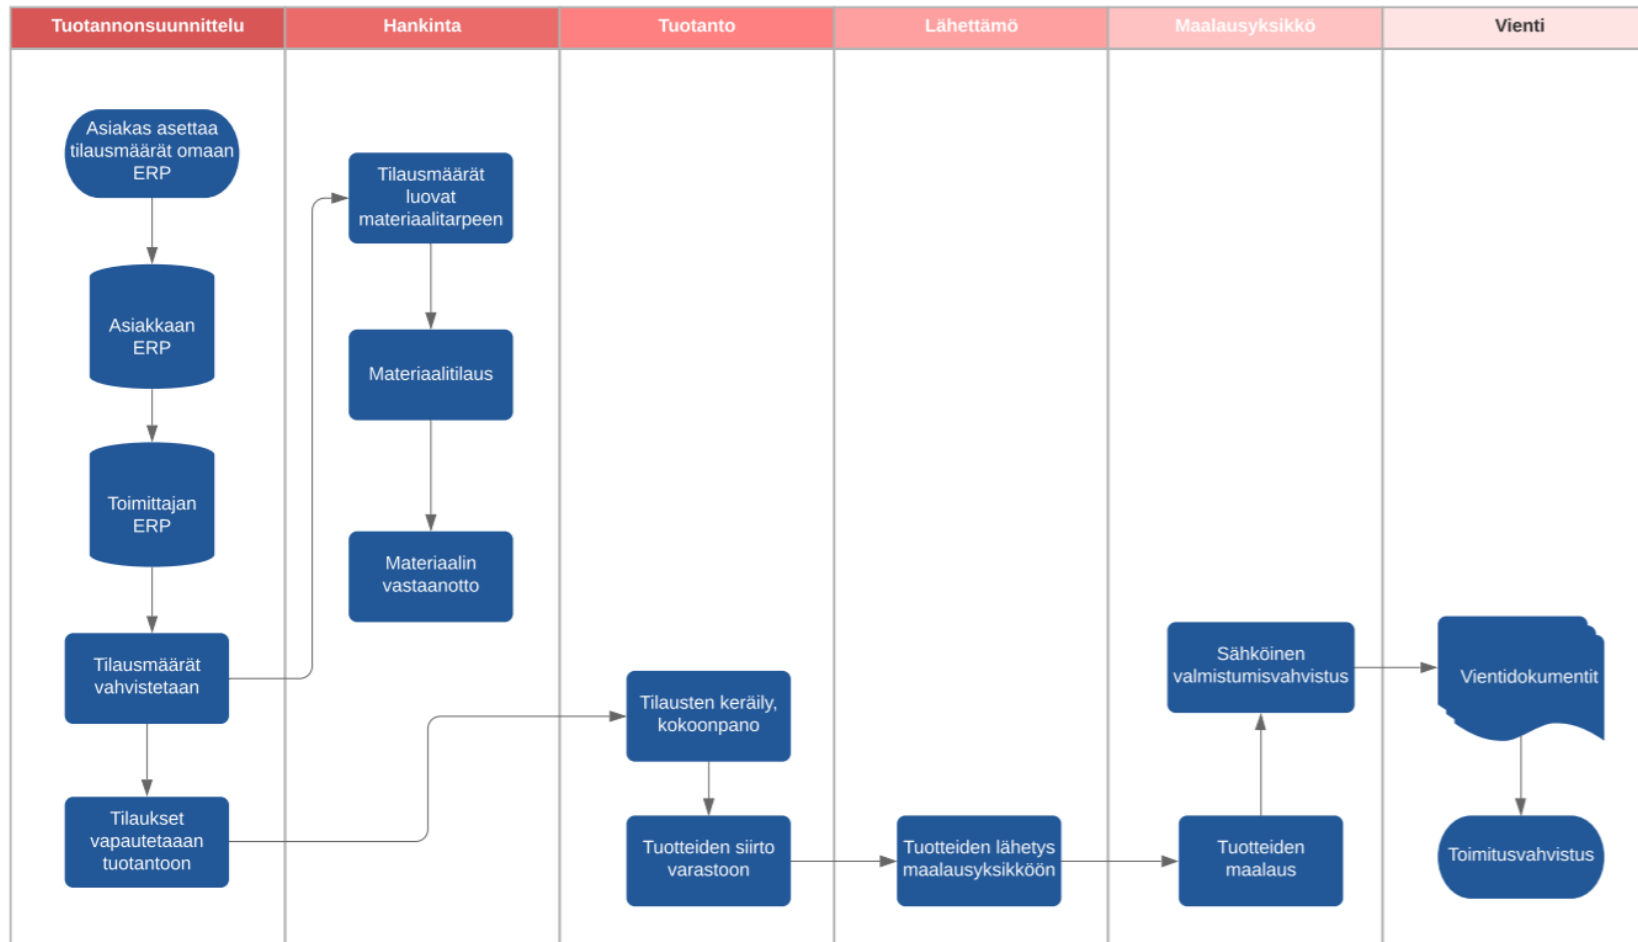 Tuotannonsuunnittelu
Hankinta
Tuotanto
Lähettämö
Maalausyksikkö
Vienti
Asiakas asettaa
tilausmäärät omaan
ERP
Asiakkaan
ERP
Toimittajan
ERP
Tilausmäärät
vahvistetaan
Tilaukset
vapautetaaan
tuotantoon
Tilausmäärät
luovat
materiaalitarpeen
Materiaalitilaus
Materiaalin
vastaanotto
Tilausten keräily,
kokoonpano
Tuotteiden siirto
varastoon
Tuotteiden lähetys
maalausyksikköön
Tuotteiden
maalaus
Sähköinen
valmistumisvahvistus
Vientidokumentit
Toimitusvahvistus